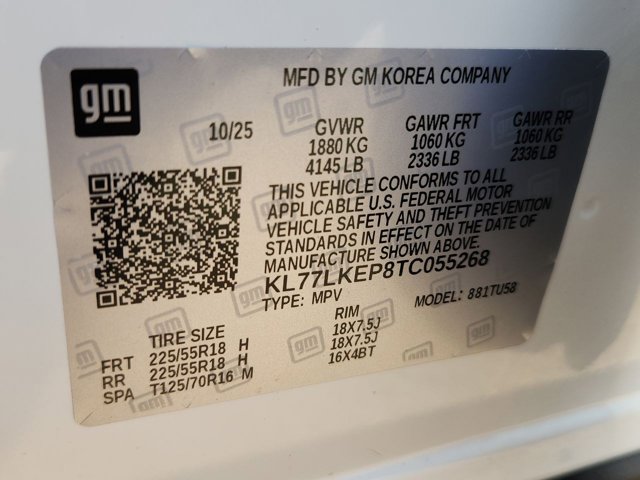 gm
MFD BY GM KOREA COMPANY
10/25 GVWR GAWR FRT GAWR RR
1880 KG 1060 KG 1060 KG
4145 LB 2336 LB 2336 LB
THIS VEHICLE CONFORMS TO ALL
APPLICABLE U.S. FEDERAL MOTOR
VEHICLE SAFETY AND THEFT PREVENTION
STANDARDS IN EFFECT ON THE DATE OF
MANUFACTURE SHOWN ABOVE.
KL77LKEP8TC055268
TYPE: MPV MODEL: 881TU58
TIRE SIZE RIM
FRT 225/55R18 H 18X7.5J
RR 225/55R18 H 18X7.5J
SPA T125/70R16 M 16X4BT